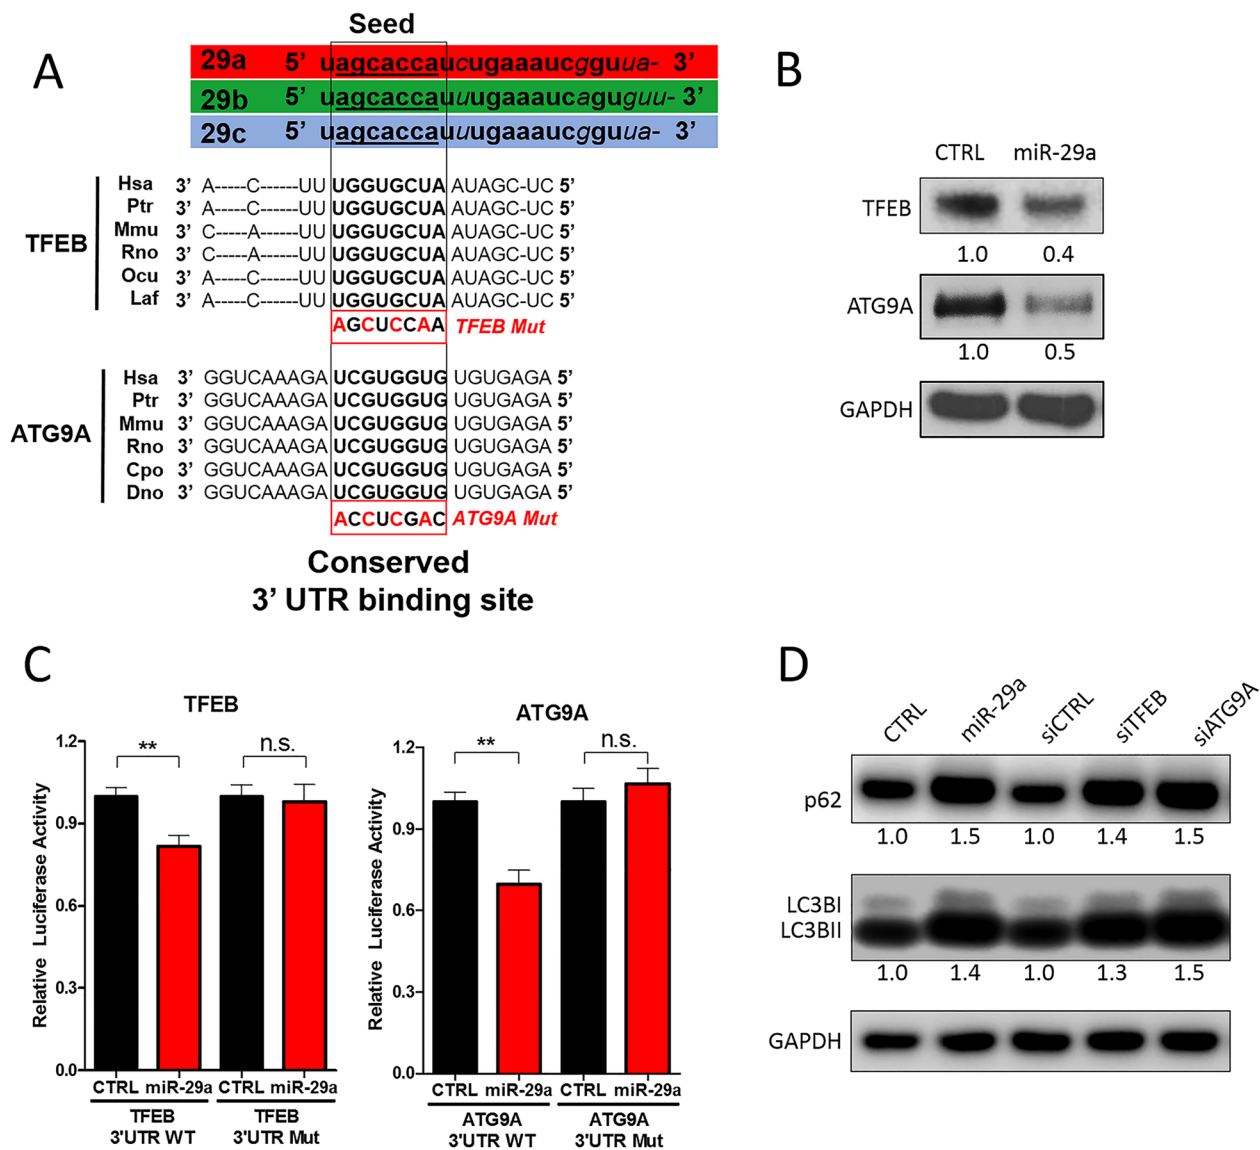 A
Seed
29a 5’ uagcaccaucugaaaucgguua- 3’
29b 5’ uagcaccauuugaaaucaguguu- 3’
29c 5’ uagcaccauuugaaaucgguua- 3’
TFEB
Hsa 3’ A-----C------UU UGGUGCUA AUAGC-UC 5’
Ptr 3’ A-----C------UU UGGUGCUA AUAGC-UC 5’
Mmu 3’ C-----A------UU UGGUGCUA AUAGC-UC 5’
Rno 3’ C-----A------UU UGGUGCUA AUAGC-UC 5’
Ocu 3’ A-----C------UU UGGUGCUA AUAGC-UC 5’
Laf 3’ A-----C------UU UGGUGCUA AUAGC-UC 5’
AGCUCCAA TFEB Mut
ATG9A
Hsa 3’ GGUCAAAGA UCGUGGUG UGUGAGA 5’
Ptr 3’ GGUCAAAGA UCGUGGUG UGUGAGA 5’
Mmu 3’ GGUCAAAGA UCGUGGUG UGUGAGA 5’
Rno 3’ GGUCAAAGA UCGUGGUG UGUGAGA 5’
Cpo 3’ GGUCAAAGA UCGUGGUG UGUGAGA 5’
Dno 3’ GGUCAAAGA UCGUGGUG UGUGAGA 5’
ACCUCGAC ATG9A Mut
Conserved
3’ UTR binding site
B
CTRL miR-29a
TFEB
1.0 0.4
ATG9A
1.0 0.5
GAPDH
C
TFEB
Relative Luciferase Activity
1.2
0.9
0.6
0.3
0.0
** n.s.
CTRL miR-29a CTRL miR-29a
TFEB
3'UTR WT
TFEB
3'UTR Mut
ATG9A
Relative Luciferase Activity
1.2
0.9
0.6
0.3
0.0
** n.s.
CTRL miR-29a CTRL miR-29a
ATG9A
3'UTR WT
ATG9A
3'UTR Mut
D
CTRL miR-29a siCTRL siTFEB siATG9A
p62
1.0 1.5 1.0 1.4 1.5
LC3BI
LC3BII
1.0 1.4 1.0 1.3 1.5
GAPDH